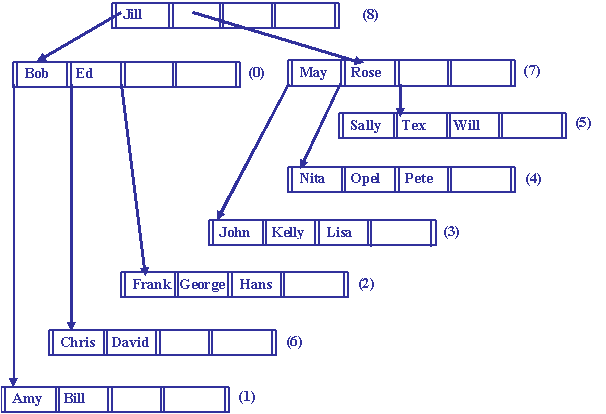 Jill (8)
Bob Ed (0)
May Rose (7)
Sally Tex Will (5)
Nita Opel Pete (4)
John Kelly Lisa (3)
Frank George Hans (2)
Chris David (6)
Amy Bill (1)